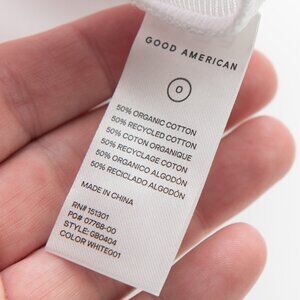 GOOD AMERICAN
0
50% ORGANIC COTTON
50% RECYCLED COTTON
50% COTON ORGANIQUE
50% RECYCLAGE COTON
50% ORGANICO ALGODÓN
50% RECICLADO ALGODÓN
MADE IN CHINA
RN# 151301
PO# 07768-00
STYLE: GB0404
COLOR WHITE001